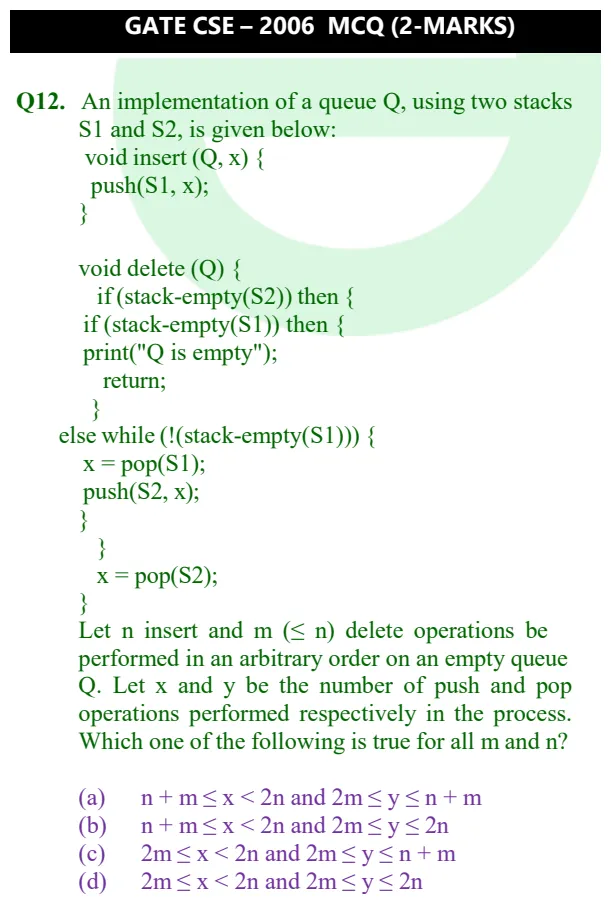 GATE CSE – 2006 MCQ (2-MARKS)
Q12. An implementation of a queue Q, using two stacks
S1 and S2, is given below:
void insert (Q, x) {
push(S1, x);
}
void delete (Q) {
if (stack-empty(S2)) then {
if (stack-empty(S1)) then {
print("Q is empty");
return;
}
else while (!(stack-empty(S1))) {
x = pop(S1);
push(S2, x);
}
}
x = pop(S2);
}
Let n insert and m (≤ n) delete operations be
performed in an arbitrary order on an empty queue
Q. Let x and y be the number of push and pop
operations performed respectively in the process.
Which one of the following is true for all m and n?
(a) n + m ≤ x < 2n and 2m ≤ y ≤ n + m
(b) n + m ≤ x < 2n and 2m ≤ y ≤ 2n
(c) 2m ≤ x < 2n and 2m ≤ y ≤ n + m
(d) 2m ≤ x < 2n and 2m ≤ y ≤ 2n